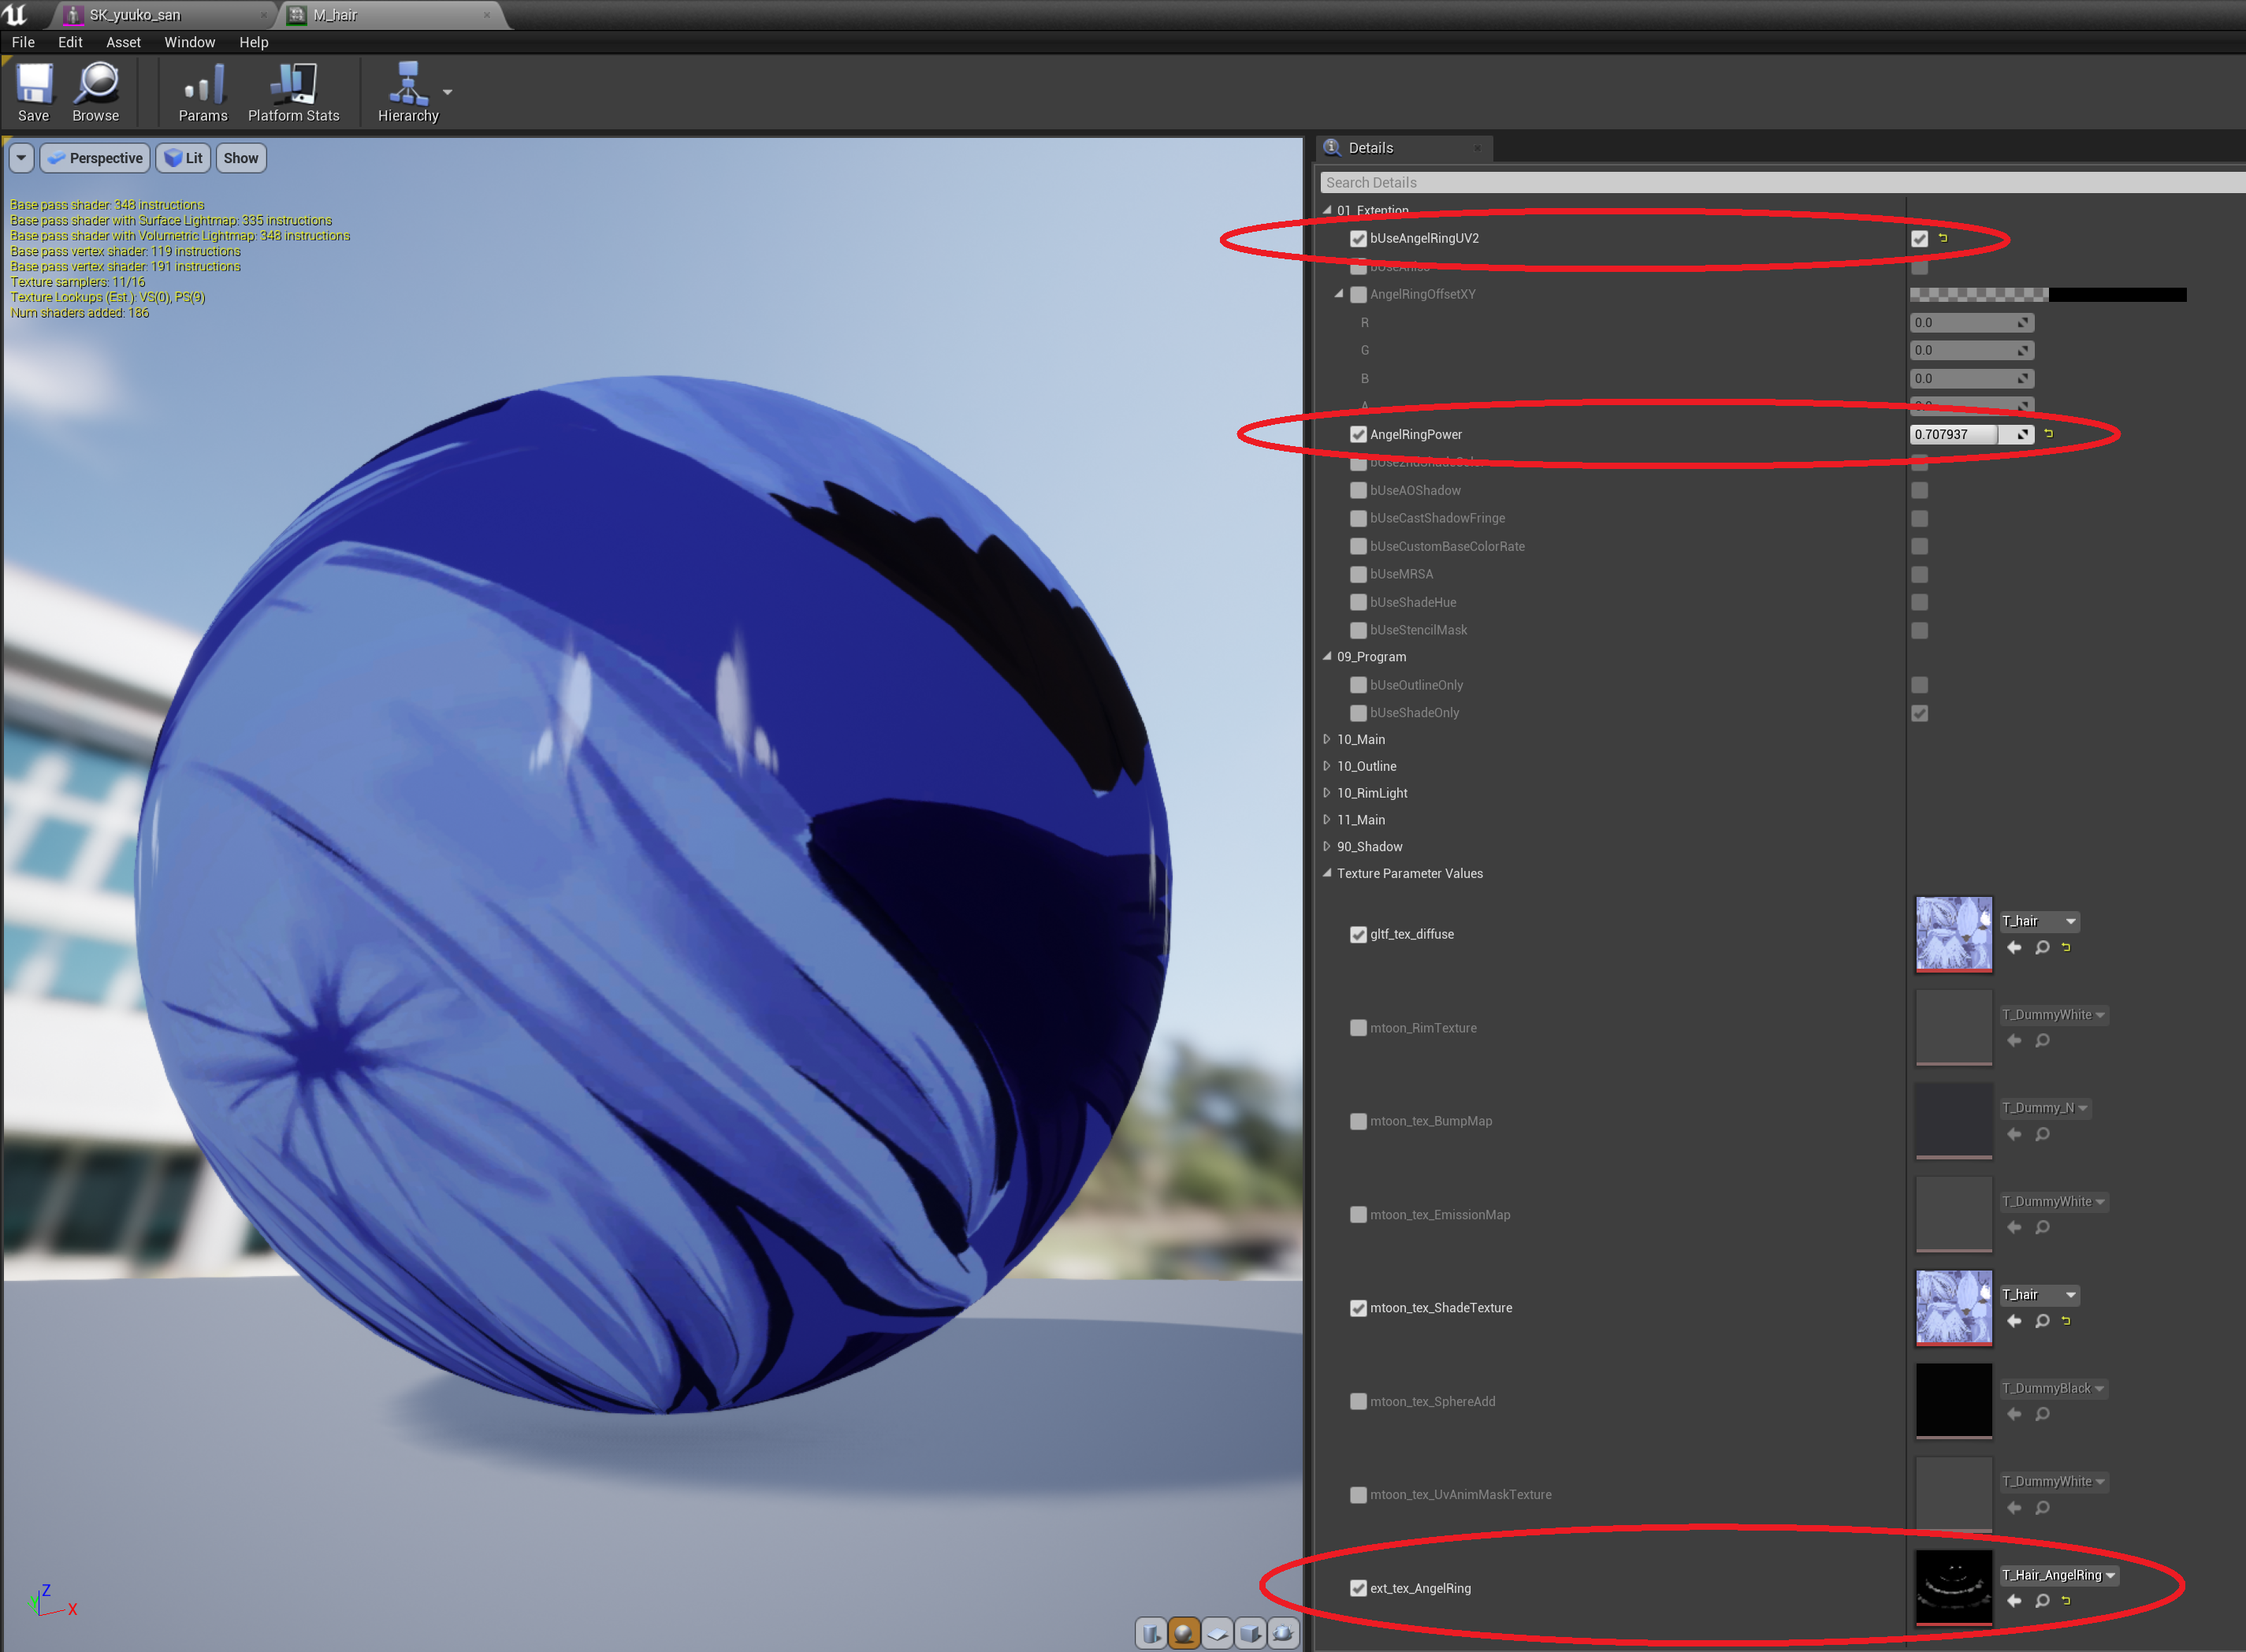 SK_yuuko_san
M_hair
File Edit Asset Window Help
Save Browse Params Platform Stats Hierarchy
Perspective Lit Show
Base pass shader: 348 instructions
Base pass shader with Surface Lightmap: 335 instructions
Base pass shader with Volumetric Lightmap: 348 instructions
Base pass vertex shader: 119 instructions
Base pass vertex shader: 191 instructions
Texture samplers: 11/16
Texture Lookups (Est.): VS(0), PS(9)
Num shaders added: 186
Z
X
Details
Search Details
01_Extention
bUseAngelRingUV2
AngelRingOffsetXY
R 0.0
G 0.0
B 0.0
A 0.0
AngelRingPower 0.707937
bUse2ndShadeColor
bUseAOShadow
bUseCastShadowFringe
bUseCustomBaseColorRate
bUseMRSA
bUseShadeHue
bUseStencilMask
09_Program
bUseOutlineOnly
bUseShadeOnly
10_Main
10_Outline
10_RimLight
11_Main
90_Shadow
Texture Parameter Values
gltf_tex_diffuse T_hair
mtoon_RimTexture T_DummyWhite
mtoon_tex_BumpMap T_Dummy_N
mtoon_tex_EmissionMap T_DummyWhite
mtoon_tex_ShadeTexture T_hair
mtoon_tex_SphereAdd T_DummyBlack
mtoon_tex_UvAnimMaskTexture T_DummyWhite
ext_tex_AngelRing T_Hair_AngelRing